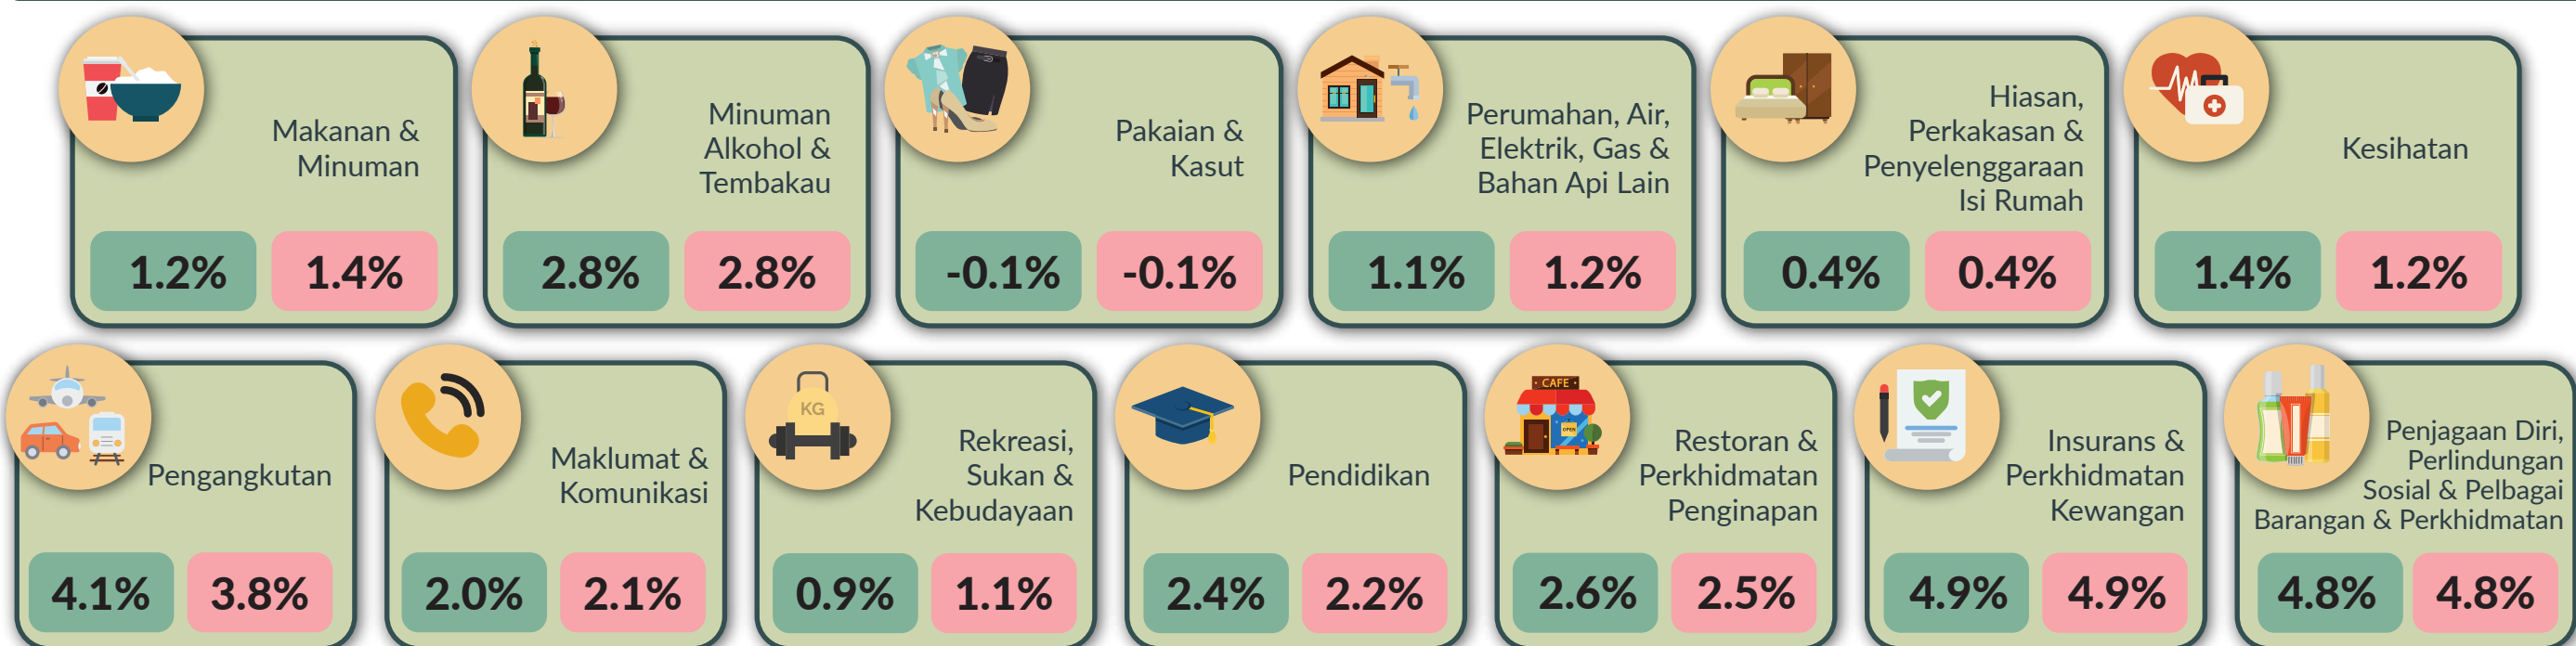 Makanan &
Minuman
1.2% 1.4%
Minuman
Alkohol &
Tembakau
2.8% 2.8%
Pakaian &
Kasut
-0.1% -0.1%
Perumahan, Air,
Elektrik, Gas &
Bahan Api Lain
1.1% 1.2%
Hiasan,
Perkakasan &
Penyelenggaraan
Isi Rumah
0.4% 0.4%
Kesihatan
1.4% 1.2%
Pengangkutan
4.1% 3.8%
Maklumat &
Komunikasi
2.0% 2.1%
KG
Rekreasi,
Sukan &
Kebudayaan
0.9% 1.1%
Pendidikan
2.4% 2.2%
CAFE
OPEN
Restoran &
Perkhidmatan
Penginapan
2.6% 2.5%
Insurans &
Perkhidmatan
Kewangan
4.9% 4.9%
Penjagaan Diri,
Perlindungan
Sosial & Pelbagai
Barangan & Perkhidmatan
4.8% 4.8%